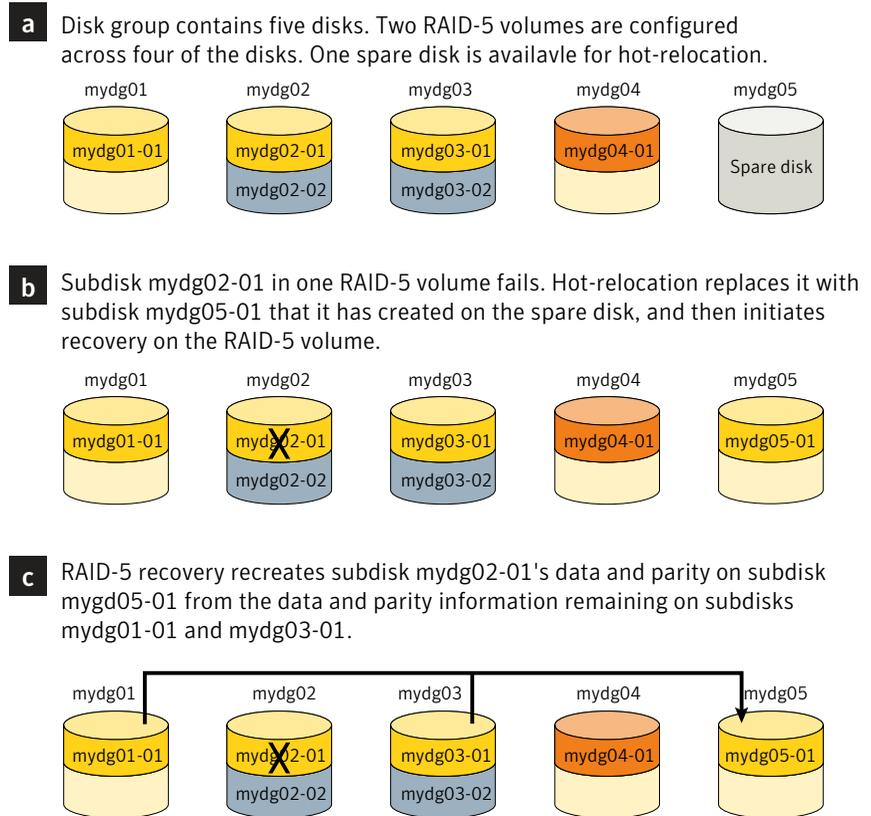 a
Disk group contains five disks. Two RAID-5 volumes are configured
across four of the disks. One spare disk is availavle for hot-relocation.
mydg01 mydg02 mydg03 mydg04 mydg05
mydg01-01 mydg02-01 mydg03-01 mydg04-01 Spare disk
mydg02-02 mydg03-02
b
Subdisk mydg02-01 in one RAID-5 volume fails. Hot-relocation replaces it with
subdisk mydg05-01 that it has created on the spare disk, and then initiates
recovery on the RAID-5 volume.
mydg01 mydg02 mydg03 mydg04 mydg05
mydg01-01 mydg02-01 mydg03-01 mydg04-01 mydg05-01
mydg02-02 mydg03-02
c
RAID-5 recovery recreates subdisk mydg02-01's data and parity on subdisk
mygd05-01 from the data and parity information remaining on subdisks
mydg01-01 and mydg03-01.
mydg01 mydg02 mydg03 mydg04 mydg05
mydg01-01 mydg02-01 mydg03-01 mydg04-01 mydg05-01
mydg02-02 mydg03-02